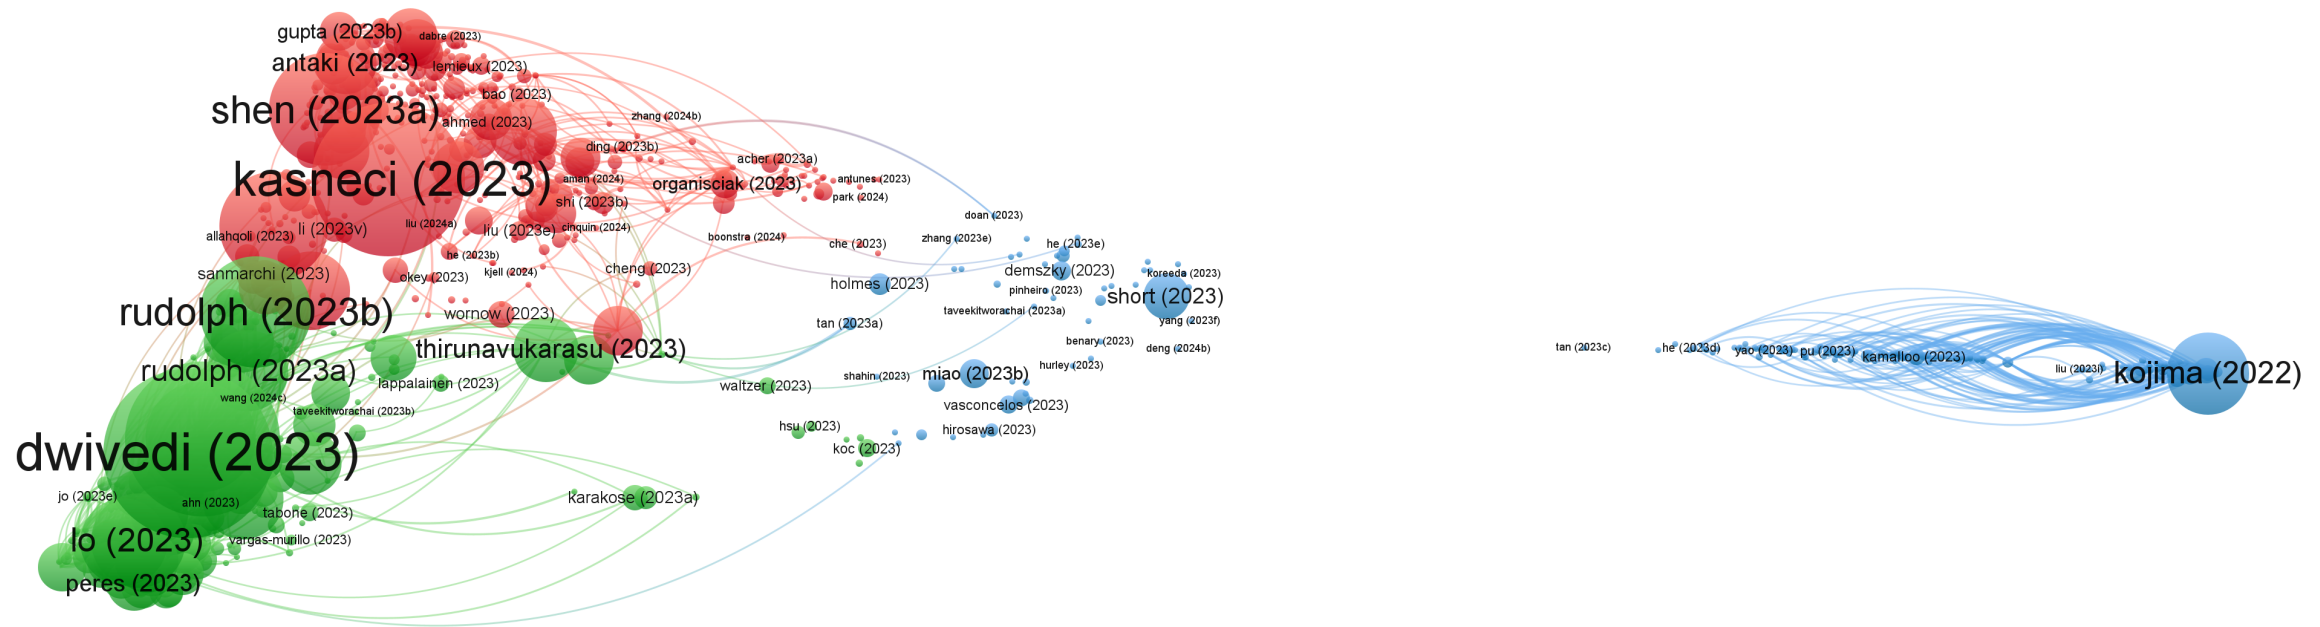 gupta (2023b)
dabre (2023)
antaki (2023)
lemieux (2023)
bao (2023)
shen (2023a)
ahmed (2023)
zhang (2024b)
ding (2023b)
acher (2023a)
kasneci (2023)
aman (2024)
organisciak (2023)
antunes (2023)
park (2024)
shi (2023b)
doan (2023)
liu (2024a)
li (2023v)
liu (2023e)
cinquin (2024)
allahqoli (2023)
boonstra (2024)
che (2023)
zhang (2023e)
he (2023e)
he (2023b)
sanmarchi (2023)
okey (2023)
kjell (2024)
cheng (2023)
demszky (2023)
koreeda (2023)
holmes (2023)
pinheiro (2023)
short (2023)
rudolph (2023b)
wornow (2023)
taveekitworachai (2023a)
tan (2023a)
yang (2023f)
thirunavukarasu (2023)
benary (2023)
deng (2024b)
tan (2023c)
he (2023d)
yao (2023)
pu (2023)
kamalloo (2023)
rudolph (2023a)
hurley (2023)
liu (2023i)
kojima (2022)
lappalainen (2023)
waltzer (2023)
shahin (2023)
miao (2023b)
wang (2024c)
taveekitworachai (2023b)
vasconcelos (2023)
hsu (2023)
hirosawa (2023)
koc (2023)
dwivedi (2023)
jo (2023e)
ahn (2023)
karakose (2023a)
tabone (2023)
lo (2023)
vargas-murillo (2023)
peres (2023)